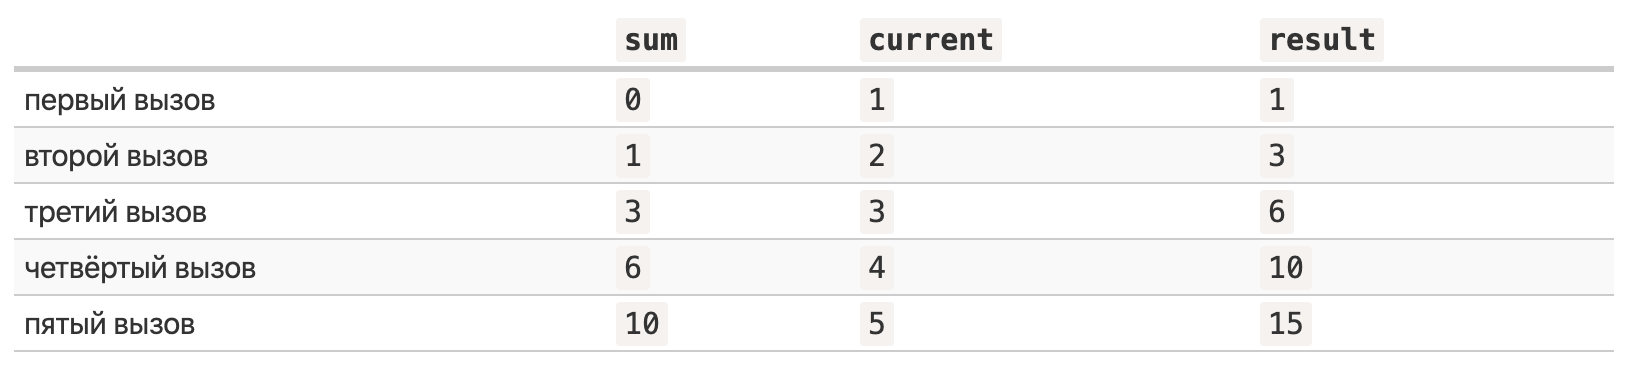 sum current result
первый вызов 0 1 1
второй вызов 1 2 3
третий вызов 3 3 6
четвёртый вызов 6 4 10
пятый вызов 10 5 15